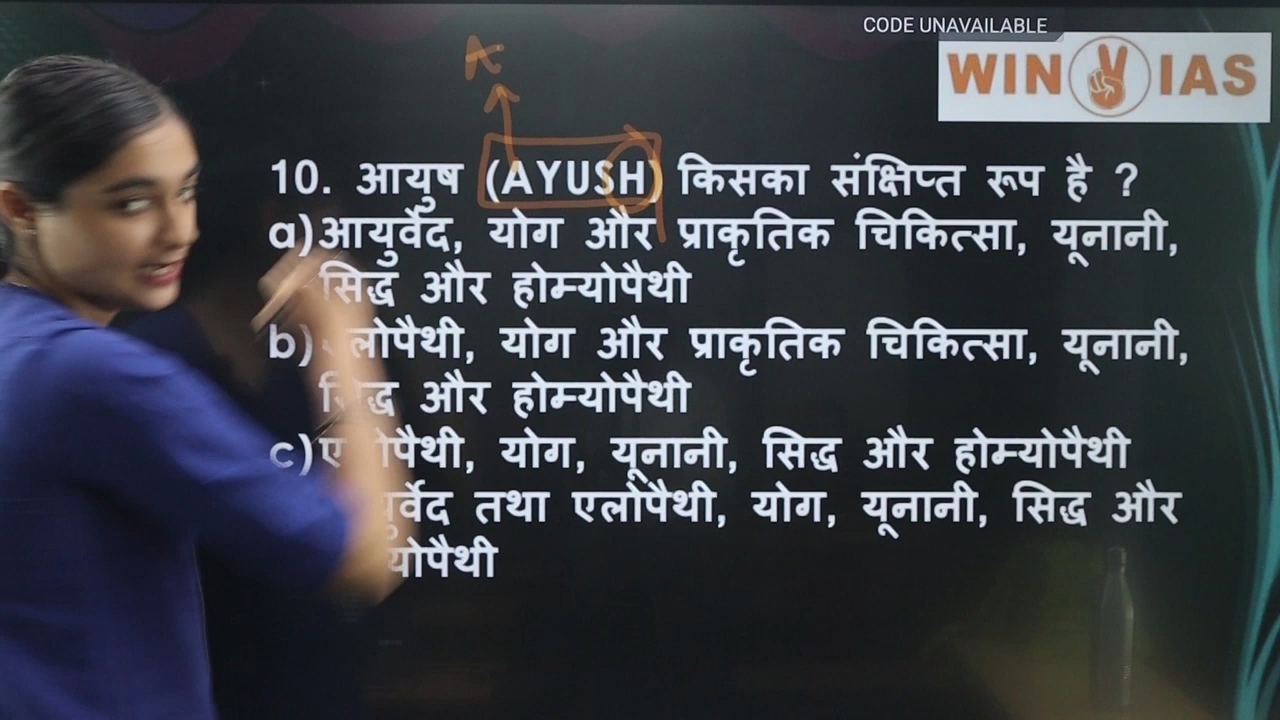 CODE UNAVAILABLE
WIN IAS
A
10. आयुष (AYUSH) किसका संक्षिप्त रूप है ?
a) आयुर्वेद, योग और प्राकृतिक चिकित्सा, यूनानी,
सिद्ध और होम्योपैथी
b) योग और प्राकृतिक चिकित्सा, यूनानी,
और होम्योपैथी
c) योग, यूनानी, सिद्ध और होम्योपैथी
तथा एलोपैथी, योग, यूनानी, सिद्ध और